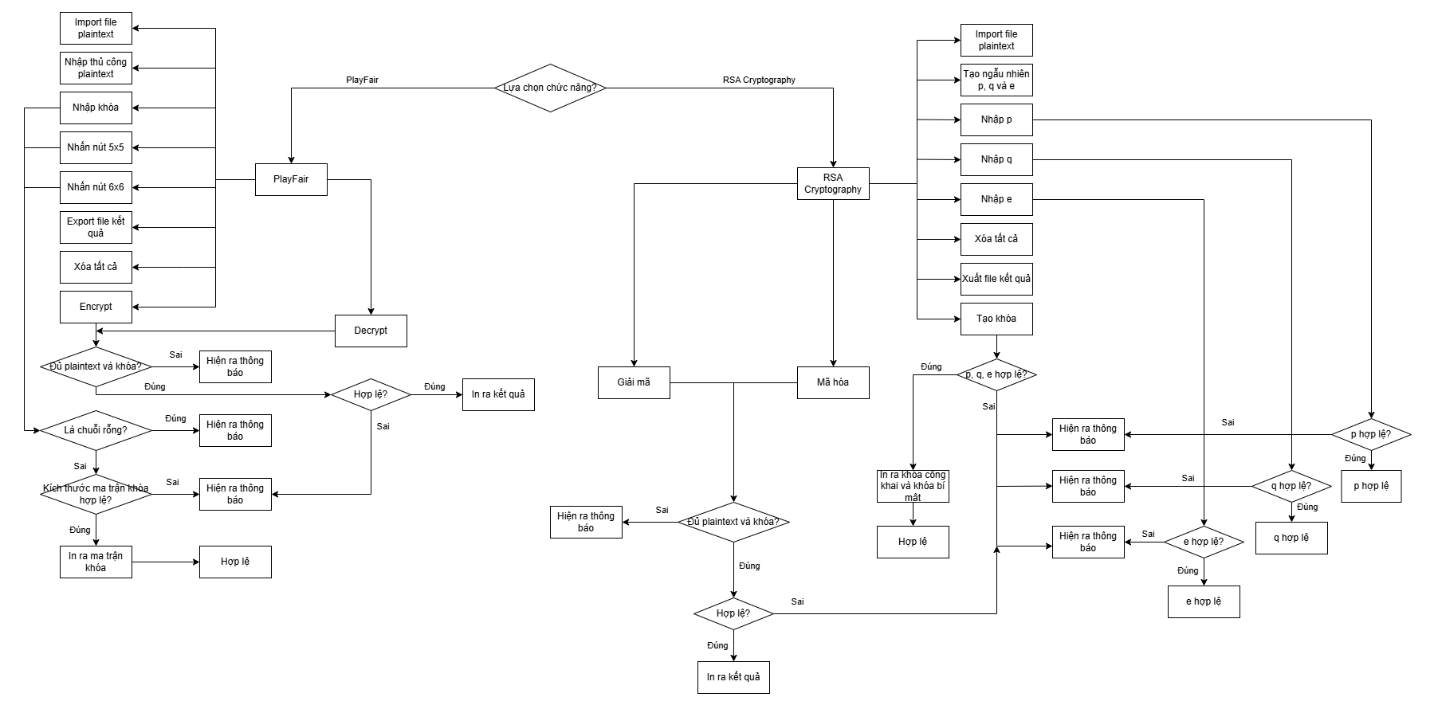 Import file
plaintext
Nhập thủ công
plaintext
Nhập khóa
Nhấn nút 5x5
Nhấn nút 6x6
Export file kết
quả
Xóa tất cả
Encrypt
PlayFair
Lựa chọn chức năng?
RSA Cryptography
PlayFair
Decrypt
Đủ plaintext và khóa?
Sai
Hiện ra thông
báo
Đúng
Hợp lệ?
Đúng
In ra kết quả
Sai
Là chuỗi rỗng?
Đúng
Hiện ra thông
báo
Sai
Kích thước ma trận khóa
hợp lệ?
Sai
Hiện ra thông
báo
Đúng
In ra ma trận
khóa
Hợp lệ
RSA
Cryptography
Giải mã
Mã hóa
Đủ plaintext và khóa?
Sai
Hiện ra thông
báo
Đúng
Hợp lệ?
Sai
Đúng
In ra kết quả
Import file
plaintext
Tạo ngẫu nhiên
p, q và e
Nhập p
Nhập q
Nhập e
Xóa tất cả
Xuất file kết quả
Tạo khóa
p, q, e hợp lệ?
Đúng
Sai
In ra khóa công
khai và khóa bí
mật
Hợp lệ
Hiện ra thông
báo
Sai
p hợp lệ?
Đúng
p hợp lệ
Hiện ra thông
báo
Sai
q hợp lệ?
Đúng
q hợp lệ
Hiện ra thông
báo
Sai
e hợp lệ?
Đúng
e hợp lệ